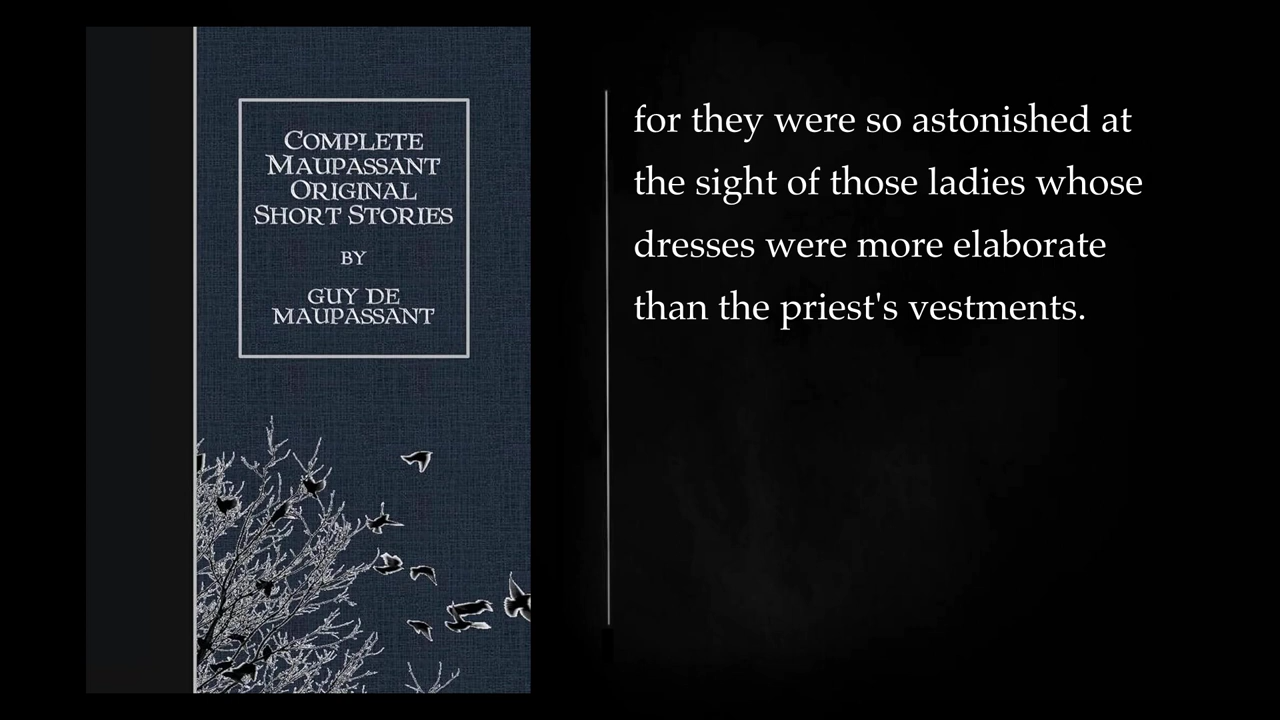 COMPLETE
MAUPASSANT
ORIGINAL
SHORT STORIES
BY
GUY DE
MAUPASSANT
for they were so astonished at
the sight of those ladies whose
dresses were more elaborate
than the priest's vestments.